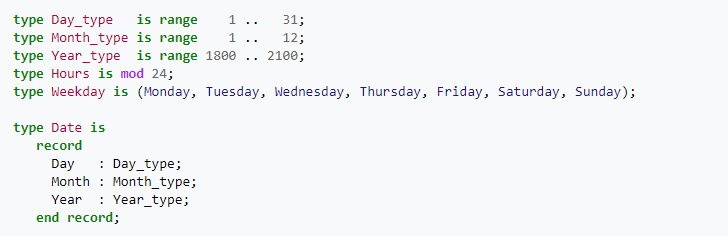 type Day_type   is range    1 ..   31;
type Month_type is range    1 ..   12;
type Year_type  is range 1800 .. 2100;
type Hours is mod 24;
type Weekday is (Monday, Tuesday, Wednesday, Thursday, Friday, Saturday, Sunday);

type Date is
   record
     Day   : Day_type;
     Month : Month_type;
     Year  : Year_type;
   end record;